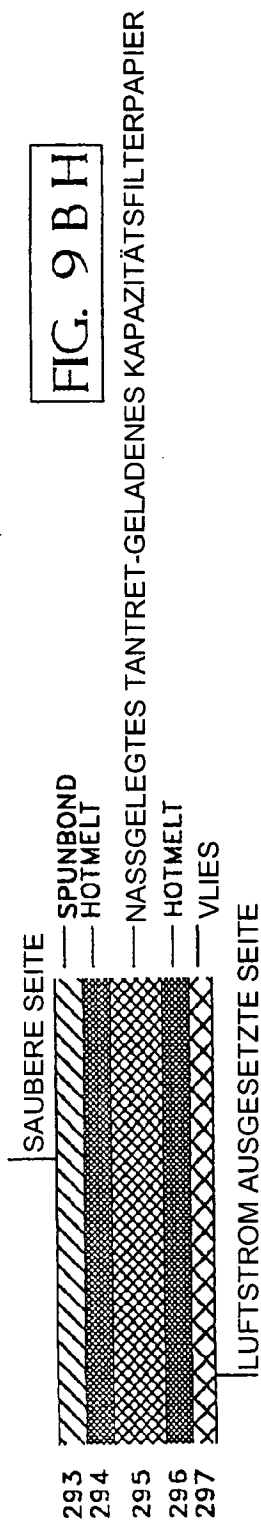 FIG. 9 B H
SAUBERE SEITE
293 SPUNBOND
294 HOTMELT
295 NASSGELEGTES TANTRET-GELADENES KAPAZITÄTSFILTERPAPIER
296 HOTMELT
297 VLIES
LUFTSTROM AUSGESETZTE SEITE